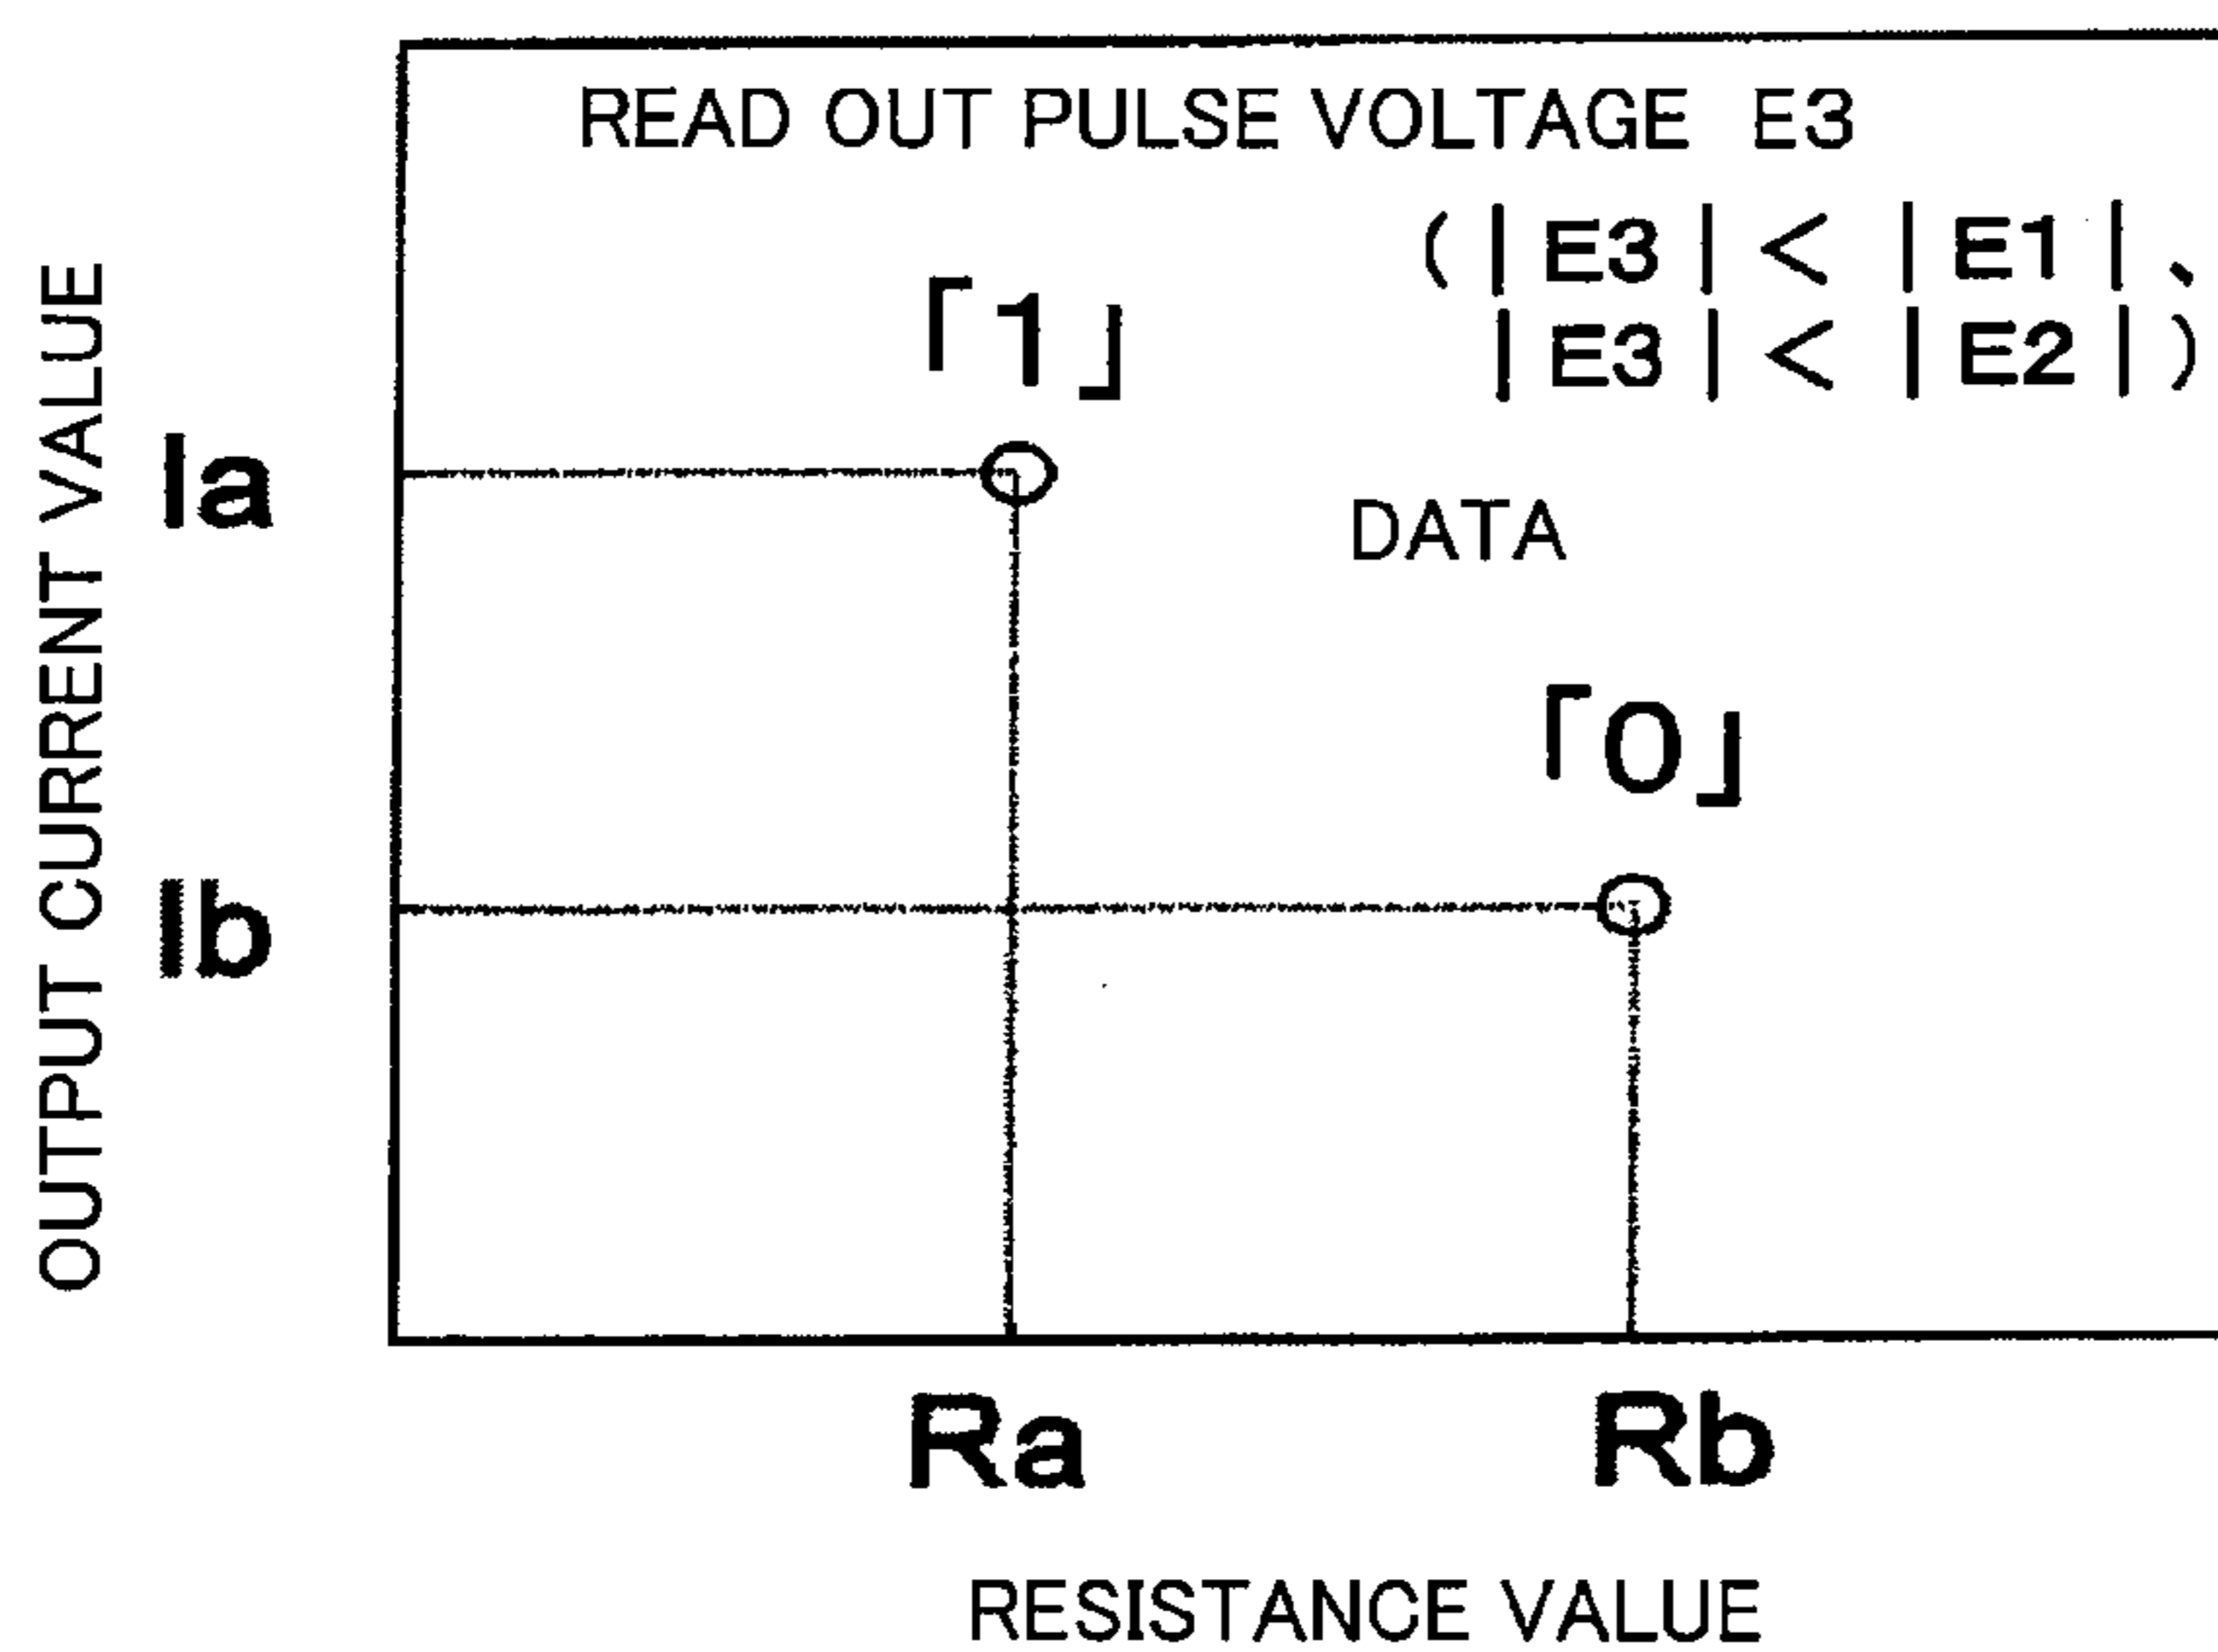 READ OUT PULSE VOLTAGE E3
(|E3|<|E1|、
|E3|<|E2|)
「1」
Ia
DATA
「0」
Ib
OUTPUT CURRENT VALUE
Ra
Rb
RESISTANCE VALUE